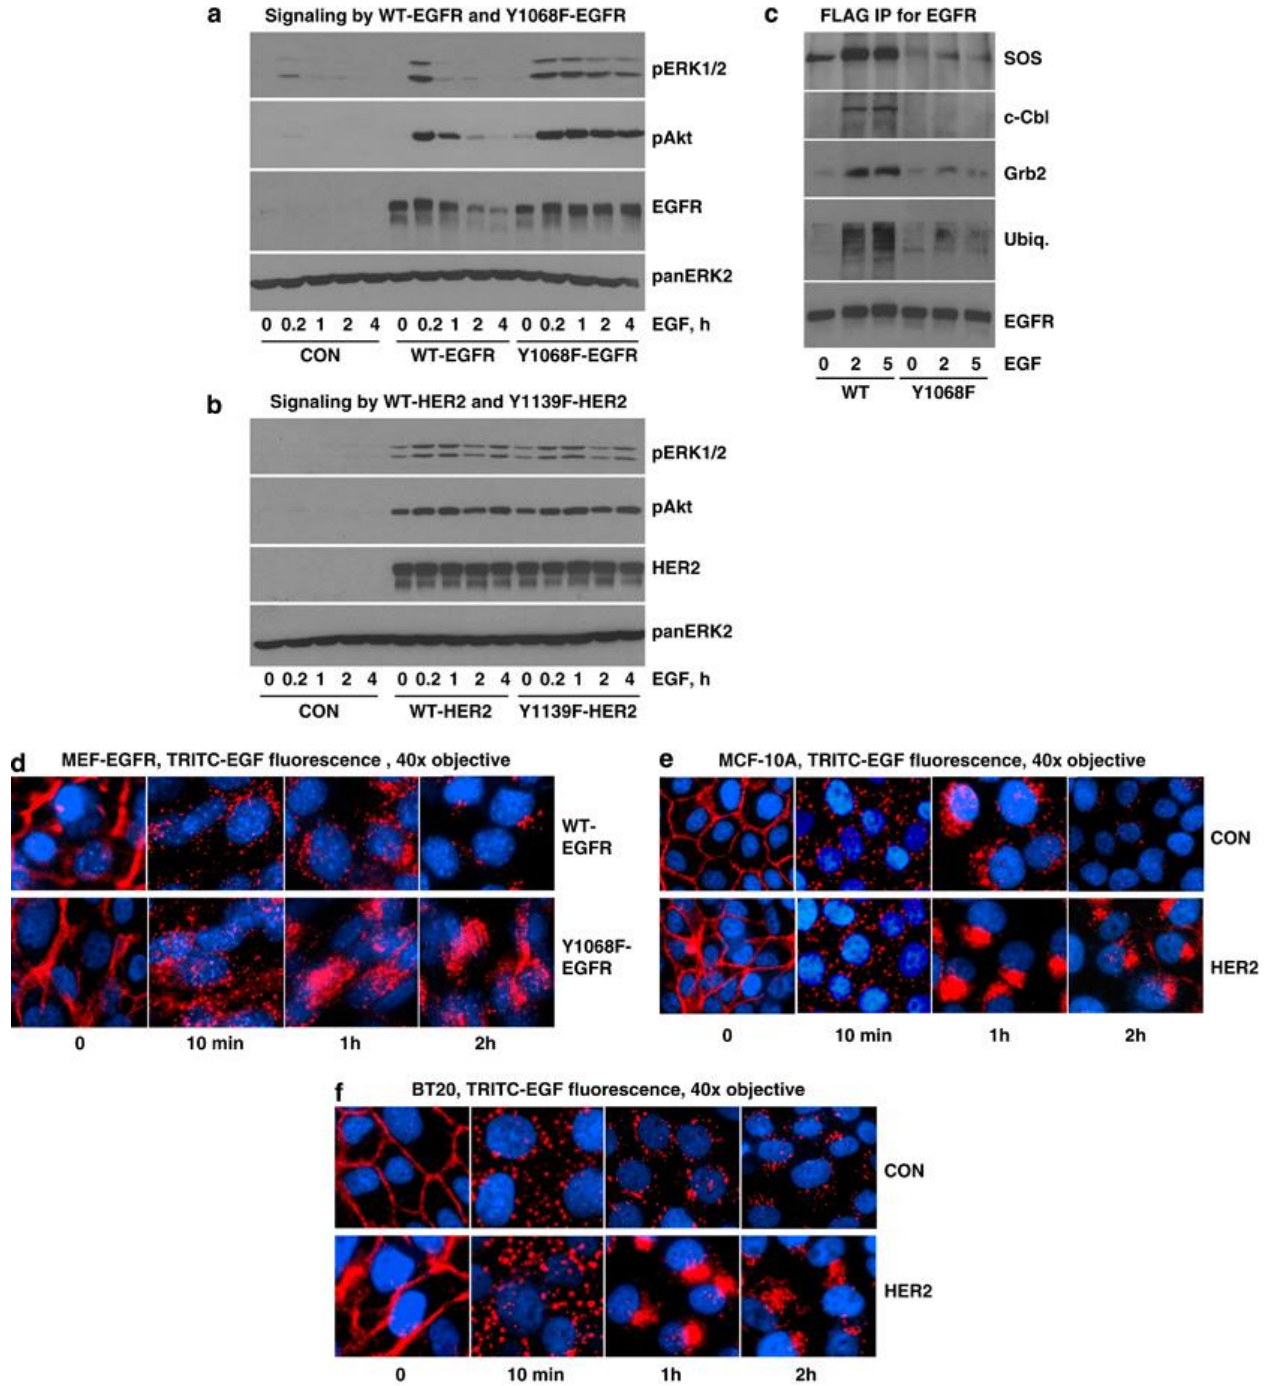 a Signaling by WT-EGFR and Y1068F-EGFR
pERK1/2
pAkt
EGFR
panERK2
0 0.2 1 2 4 0 0.2 1 2 4 0 0.2 1 2 4 EGF, h
CON WT-EGFR Y1068F-EGFR
c FLAG IP for EGFR
SOS
c-Cbl
Grb2
Ubiq.
EGFR
0 2 5 0 2 5 EGF
WT Y1068F
b Signaling by WT-HER2 and Y1139F-HER2
pERK1/2
pAkt
HER2
panERK2
0 0.2 1 2 4 0 0.2 1 2 4 0 0.2 1 2 4 EGF, h
CON WT-HER2 Y1139F-HER2
d MEF-EGFR, TRITC-EGF fluorescence , 40x objective
WT-
EGFR
Y1068F-
EGFR
0 10 min 1h 2h
e MCF-10A, TRITC-EGF fluorescence, 40x objective
CON
HER2
0 10 min 1h 2h
f BT20, TRITC-EGF fluorescence, 40x objective
CON
HER2
0 10 min 1h 2h